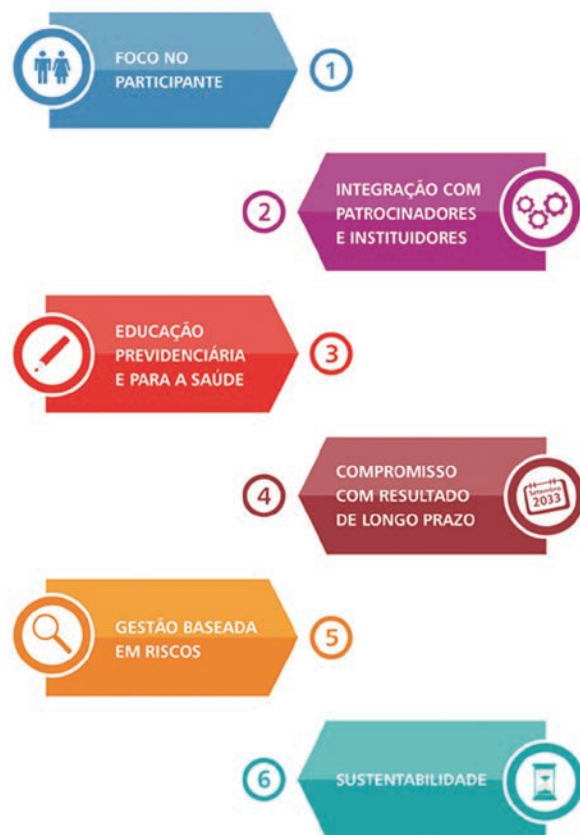 FOCO NO
PARTICIPANTE
1
2
INTEGRAÇÃO COM
PATROCINADORES
E INSTITUIDORES
EDUCAÇÃO
PREVIDENCIÁRIA
E PARA A SAÚDE
3
4
COMPROMISSO
COM RESULTADO
DE LONGO PRAZO
Setembro
2033
GESTÃO BASEADA
EM RISCOS
5
6
SUSTENTABILIDADE